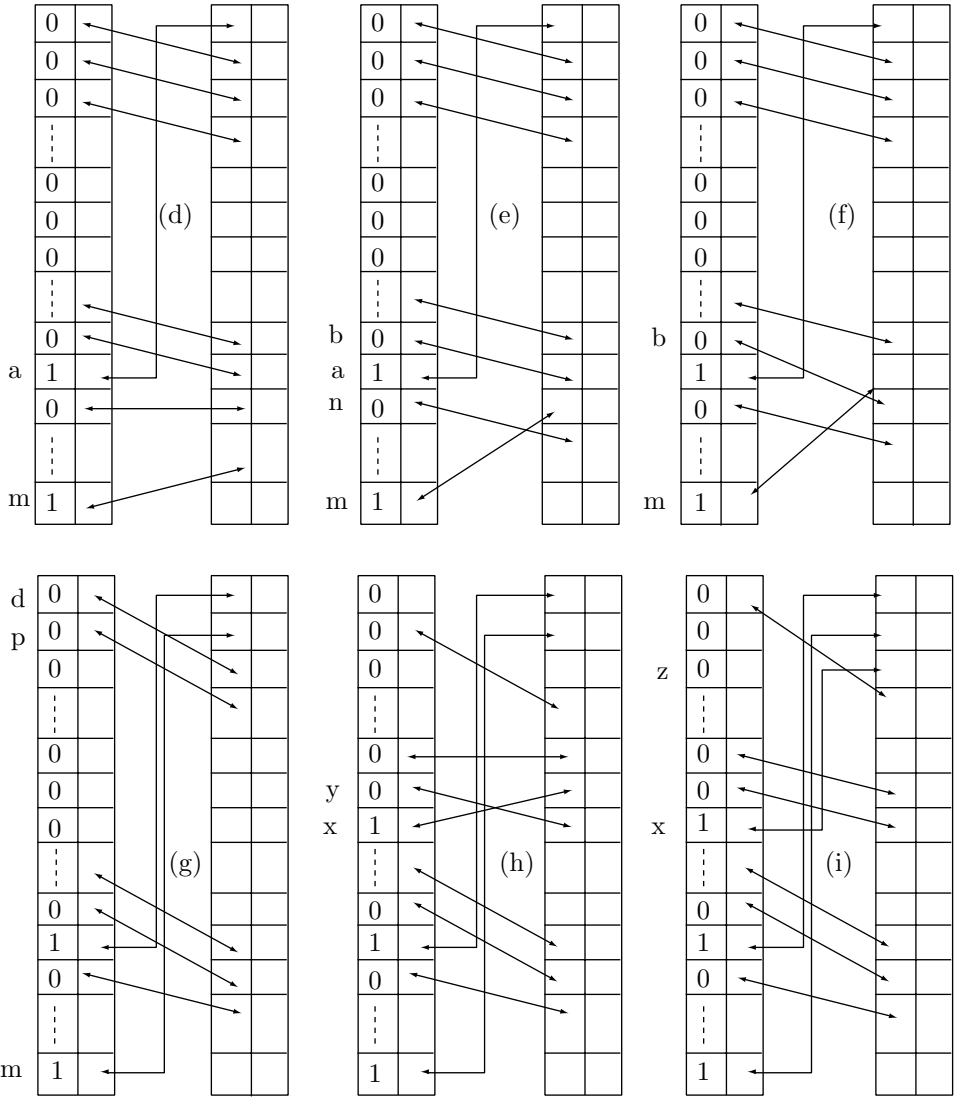 0 0 0
0 0 0
0 0 0
0 0 0
0 (d) 0 (e) 0 (f)
0 0 0
0 b 0 b 0
a 1 a 1 1
0 n 0 0
m 1 m 1 m 1
d 0 0 0
p 0 0 0
0 0 z 0
0 0 0
0 y 0 0
0 x 1 x 1
(g) (h) (i)
0 0 0
1 1 1
0 0 0
m 1 1 1